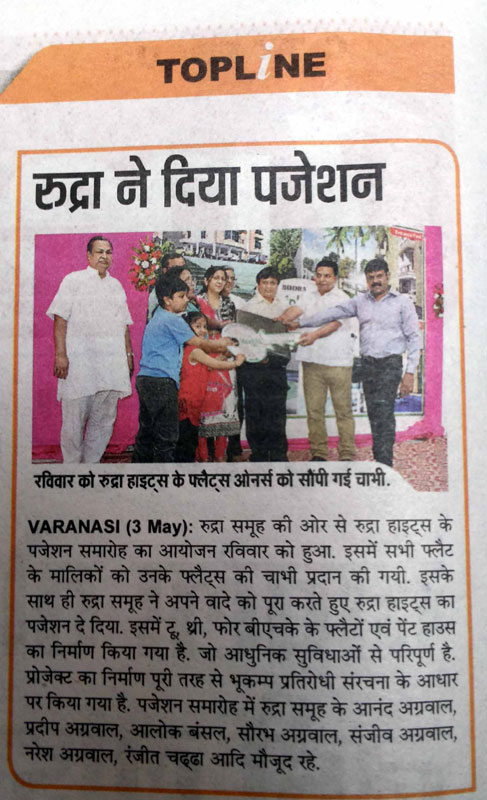 TOPLiNE
रुद्रा ने दिया पजेशन
रविवार को रुद्रा हाइट्स के फ्लैट्स ओनर्स को सौंपी गई चाभी.
VARANASI (3 May): रुद्रा समूह की ओर से रुद्रा हाइट्स के
पजेशन समारोह का आयोजन रविवार को हुआ. इसमें सभी फ्लैट
के मालिकों को उनके फ्लैट्स की चाभी प्रदान की गयी. इसके
साथ ही रुद्रा समूह ने अपने वादे को पूरा करते हुए रुद्रा हाइट्स का
पजेशन दे दिया. इसमें टू, थ्री, फोर बीएचके के फ्लैटों एवं पेंट हाउस
का निर्माण किया गया है. जो आधुनिक सुविधाओं से परिपूर्ण है.
प्रोजेक्ट का निर्माण पूरी तरह से भूकम्प प्रतिरोधी संरचना के आधार
पर किया गया है. पजेशन समारोह में रुद्रा समूह के आनंद अग्रवाल,
प्रदीप अग्रवाल, आलोक बंसल, सौरभ अग्रवाल, संजीव अग्रवाल,
नरेश अग्रवाल, रंजीत चढ्ढा आदि मौजूद रहे.